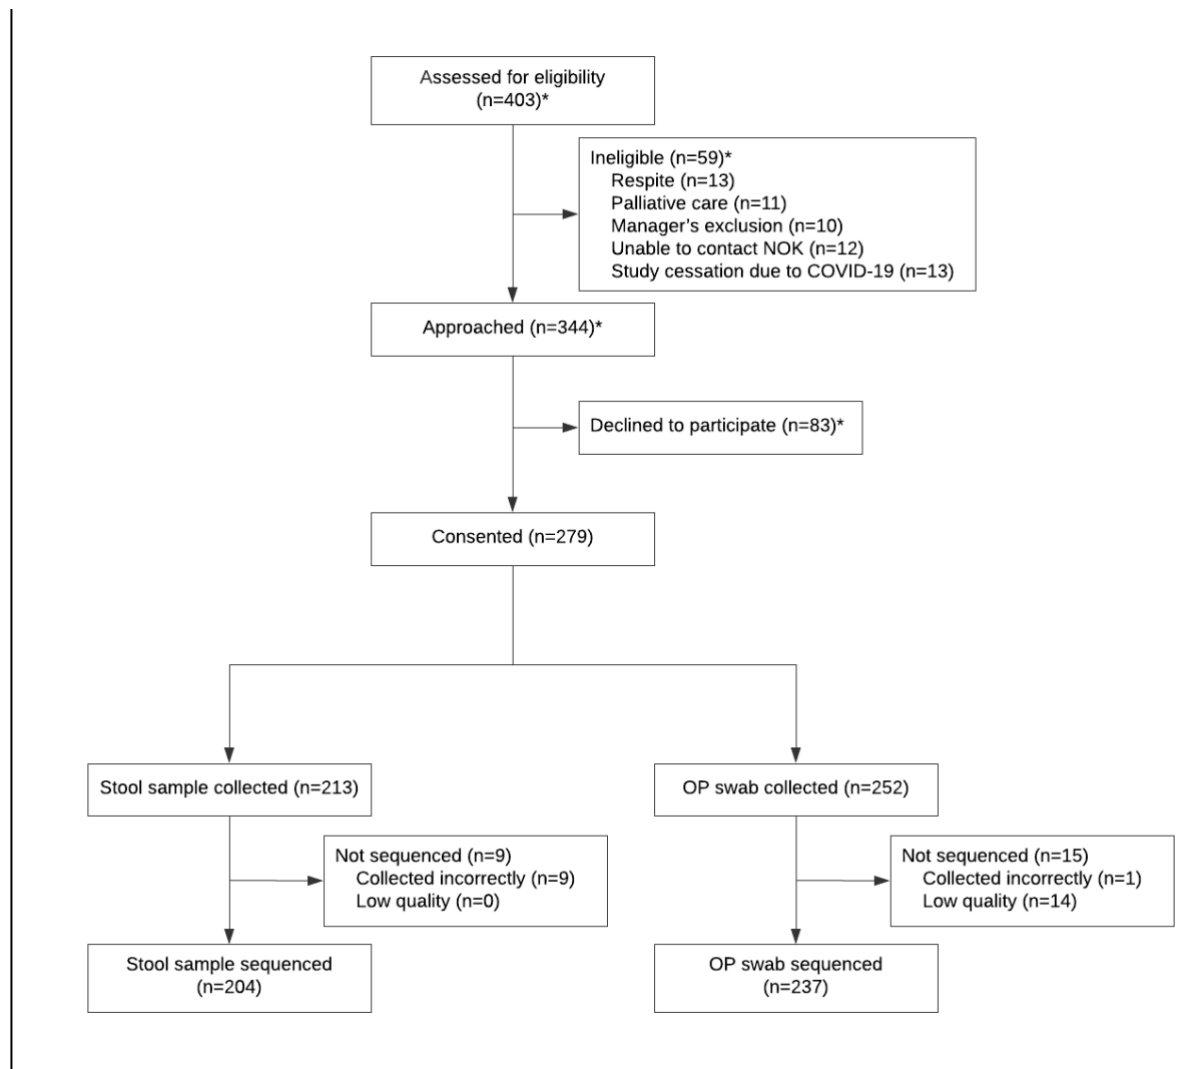 Assessed for eligibility
(n=403)*
Ineligible (n=59)*
Respite (n=13)
Palliative care (n=11)
Manager's exclusion (n=10)
Unable to contact NOK (n=12)
Study cessation due to COVID-19 (n=13)
Approached (n=344)*
Declined to participate (n=83)*
Consented (n=279)
Stool sample collected (n=213)
OP swab collected (n=252)
Not sequenced (n=9)
Collected incorrectly (n=9)
Low quality (n=0)
Not sequenced (n=15)
Collected incorrectly (n=1)
Low quality (n=14)
Stool sample sequenced
(n=204)
OP swab sequenced
(n=237)